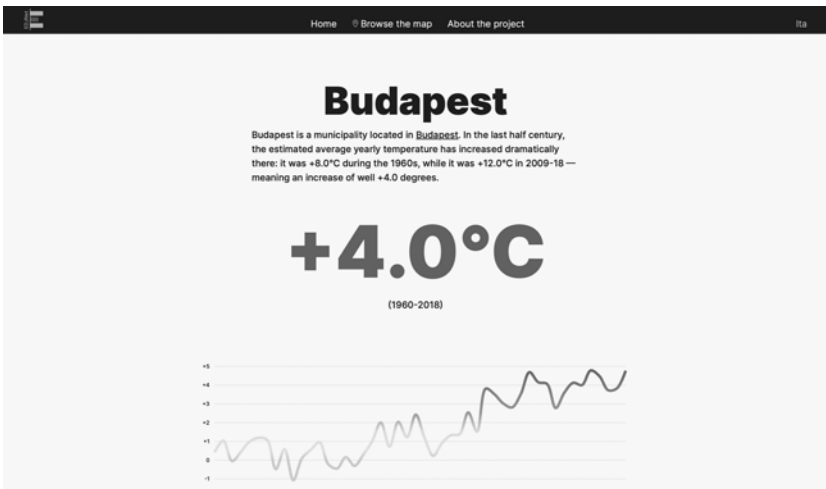 Home Browse the map About the project Ita
Budapest
Budapest is a municipality located in Budapest. In the last half century,
the estimated average yearly temperature has increased dramatically
there: it was +8.0°C during the 1960s, while it was +12.0°C in 2009-18 —
meaning an increase of well +4.0 degrees.
+4.0°C
(1960-2018)
+5
+4
+3
+2
+1
0
-1